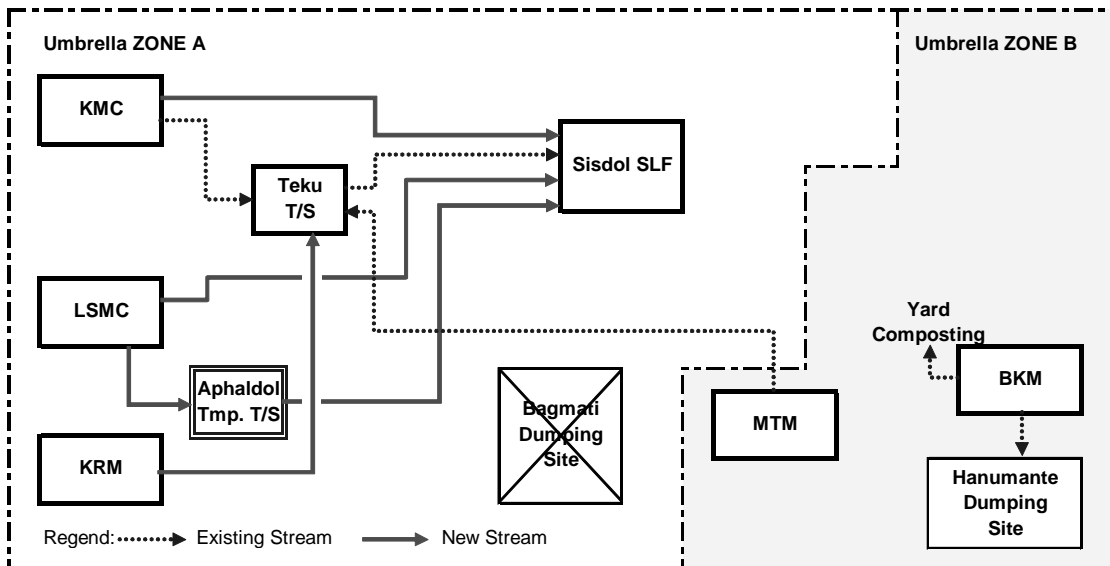 Umbrella ZONE A
Umbrella ZONE B
KMC
Sisdol SLF
Teku
T/S
LSMC
Yard
Composting
Aphaldol
Tmp. T/S
Bagmati
Dumping
Site
BKM
MTM
KRM
Hanumante
Dumping
Site
Regend: Existing Stream New Stream